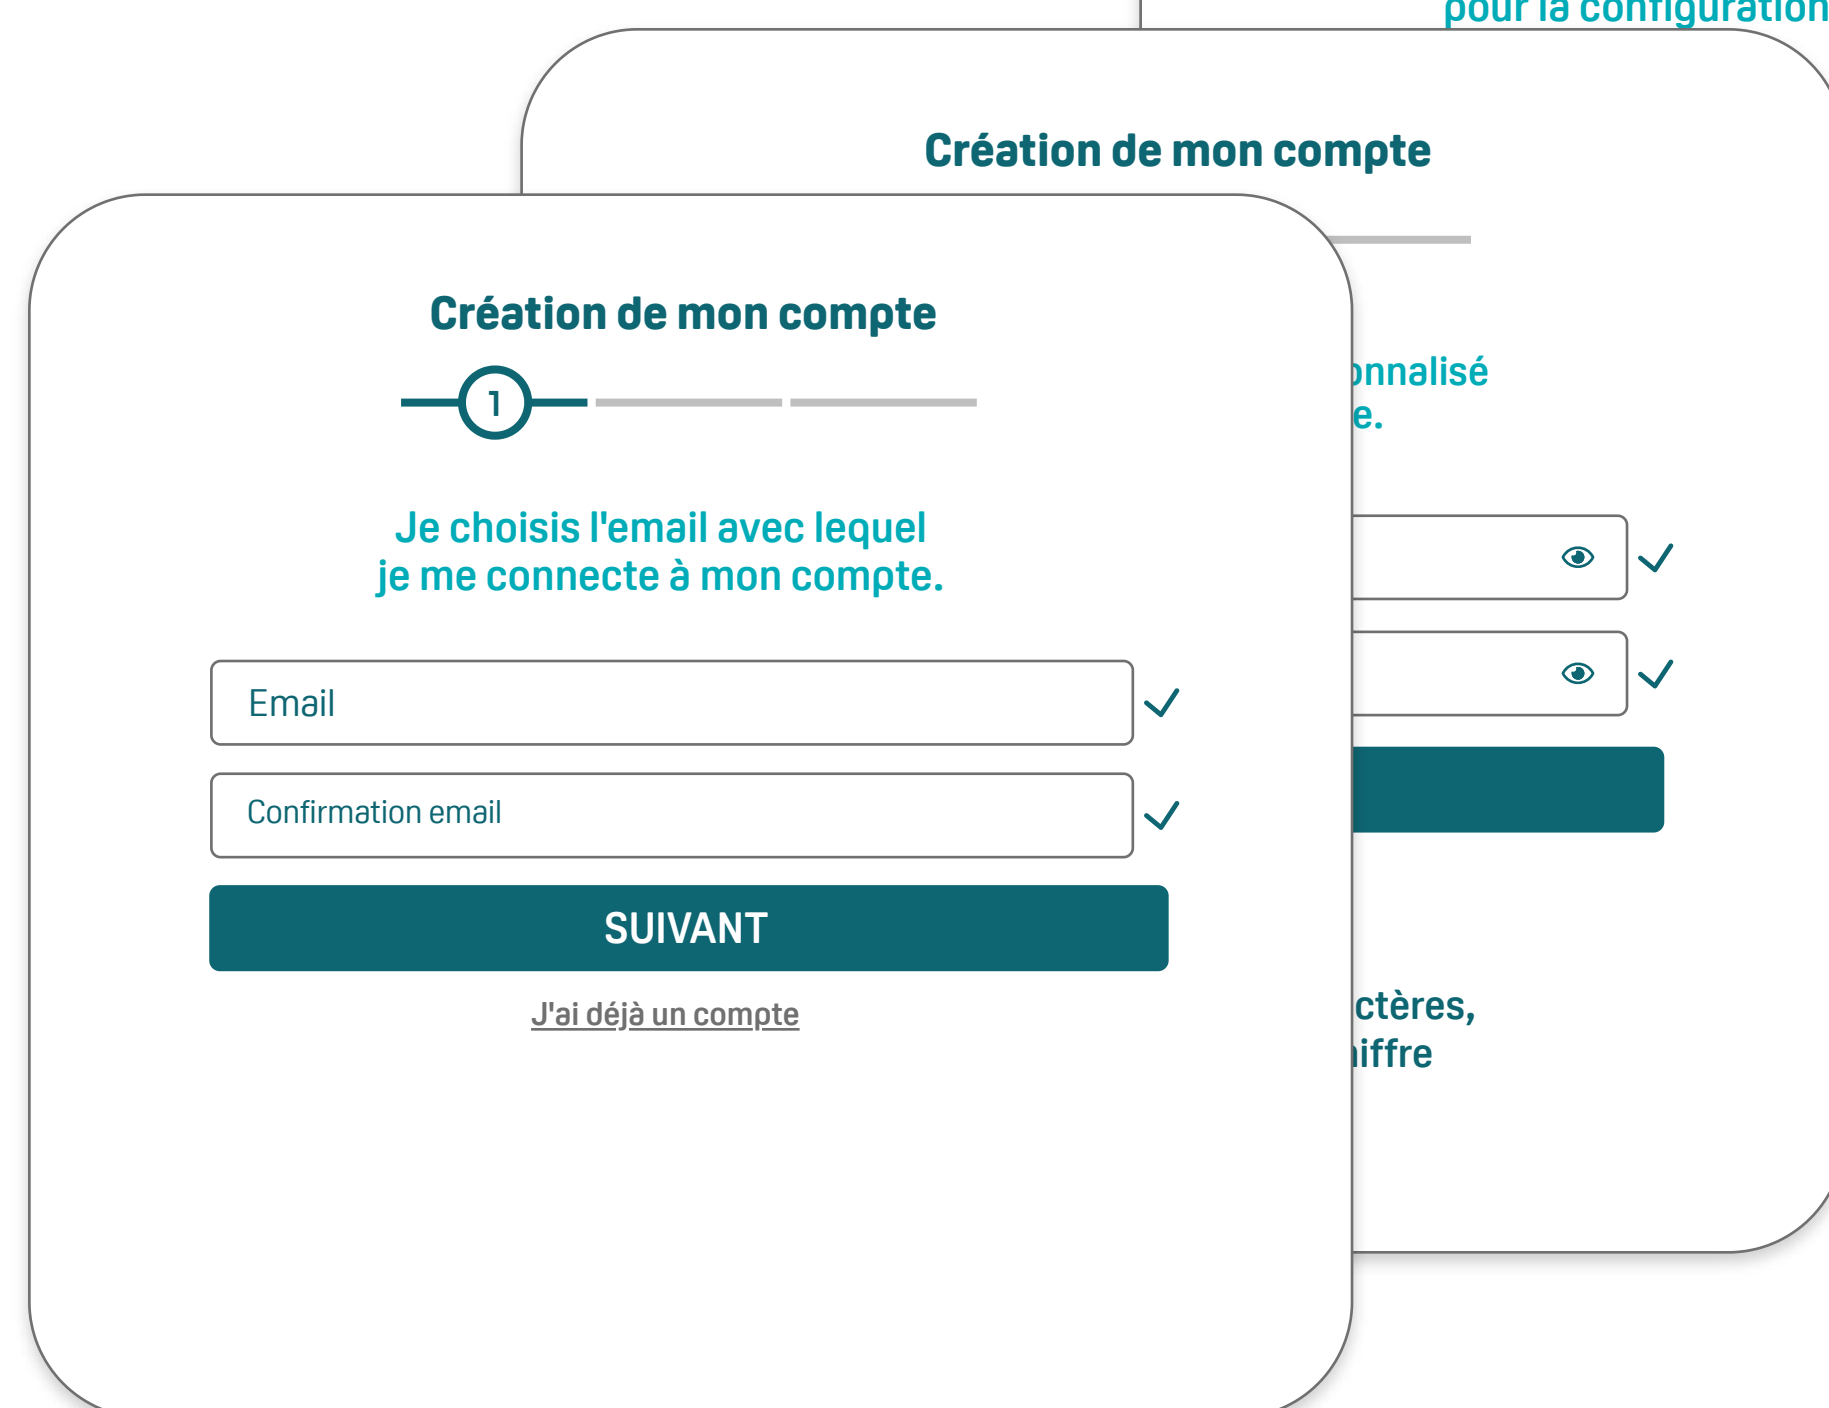 pour la configuration
Création de mon compte
Création de mon compte
1
Je choisis l'email avec lequel
je me connecte à mon compte.
Email
Confirmation email
SUIVANT
J'ai déjà un compte
onnalisé
e.
ctères,
iffre